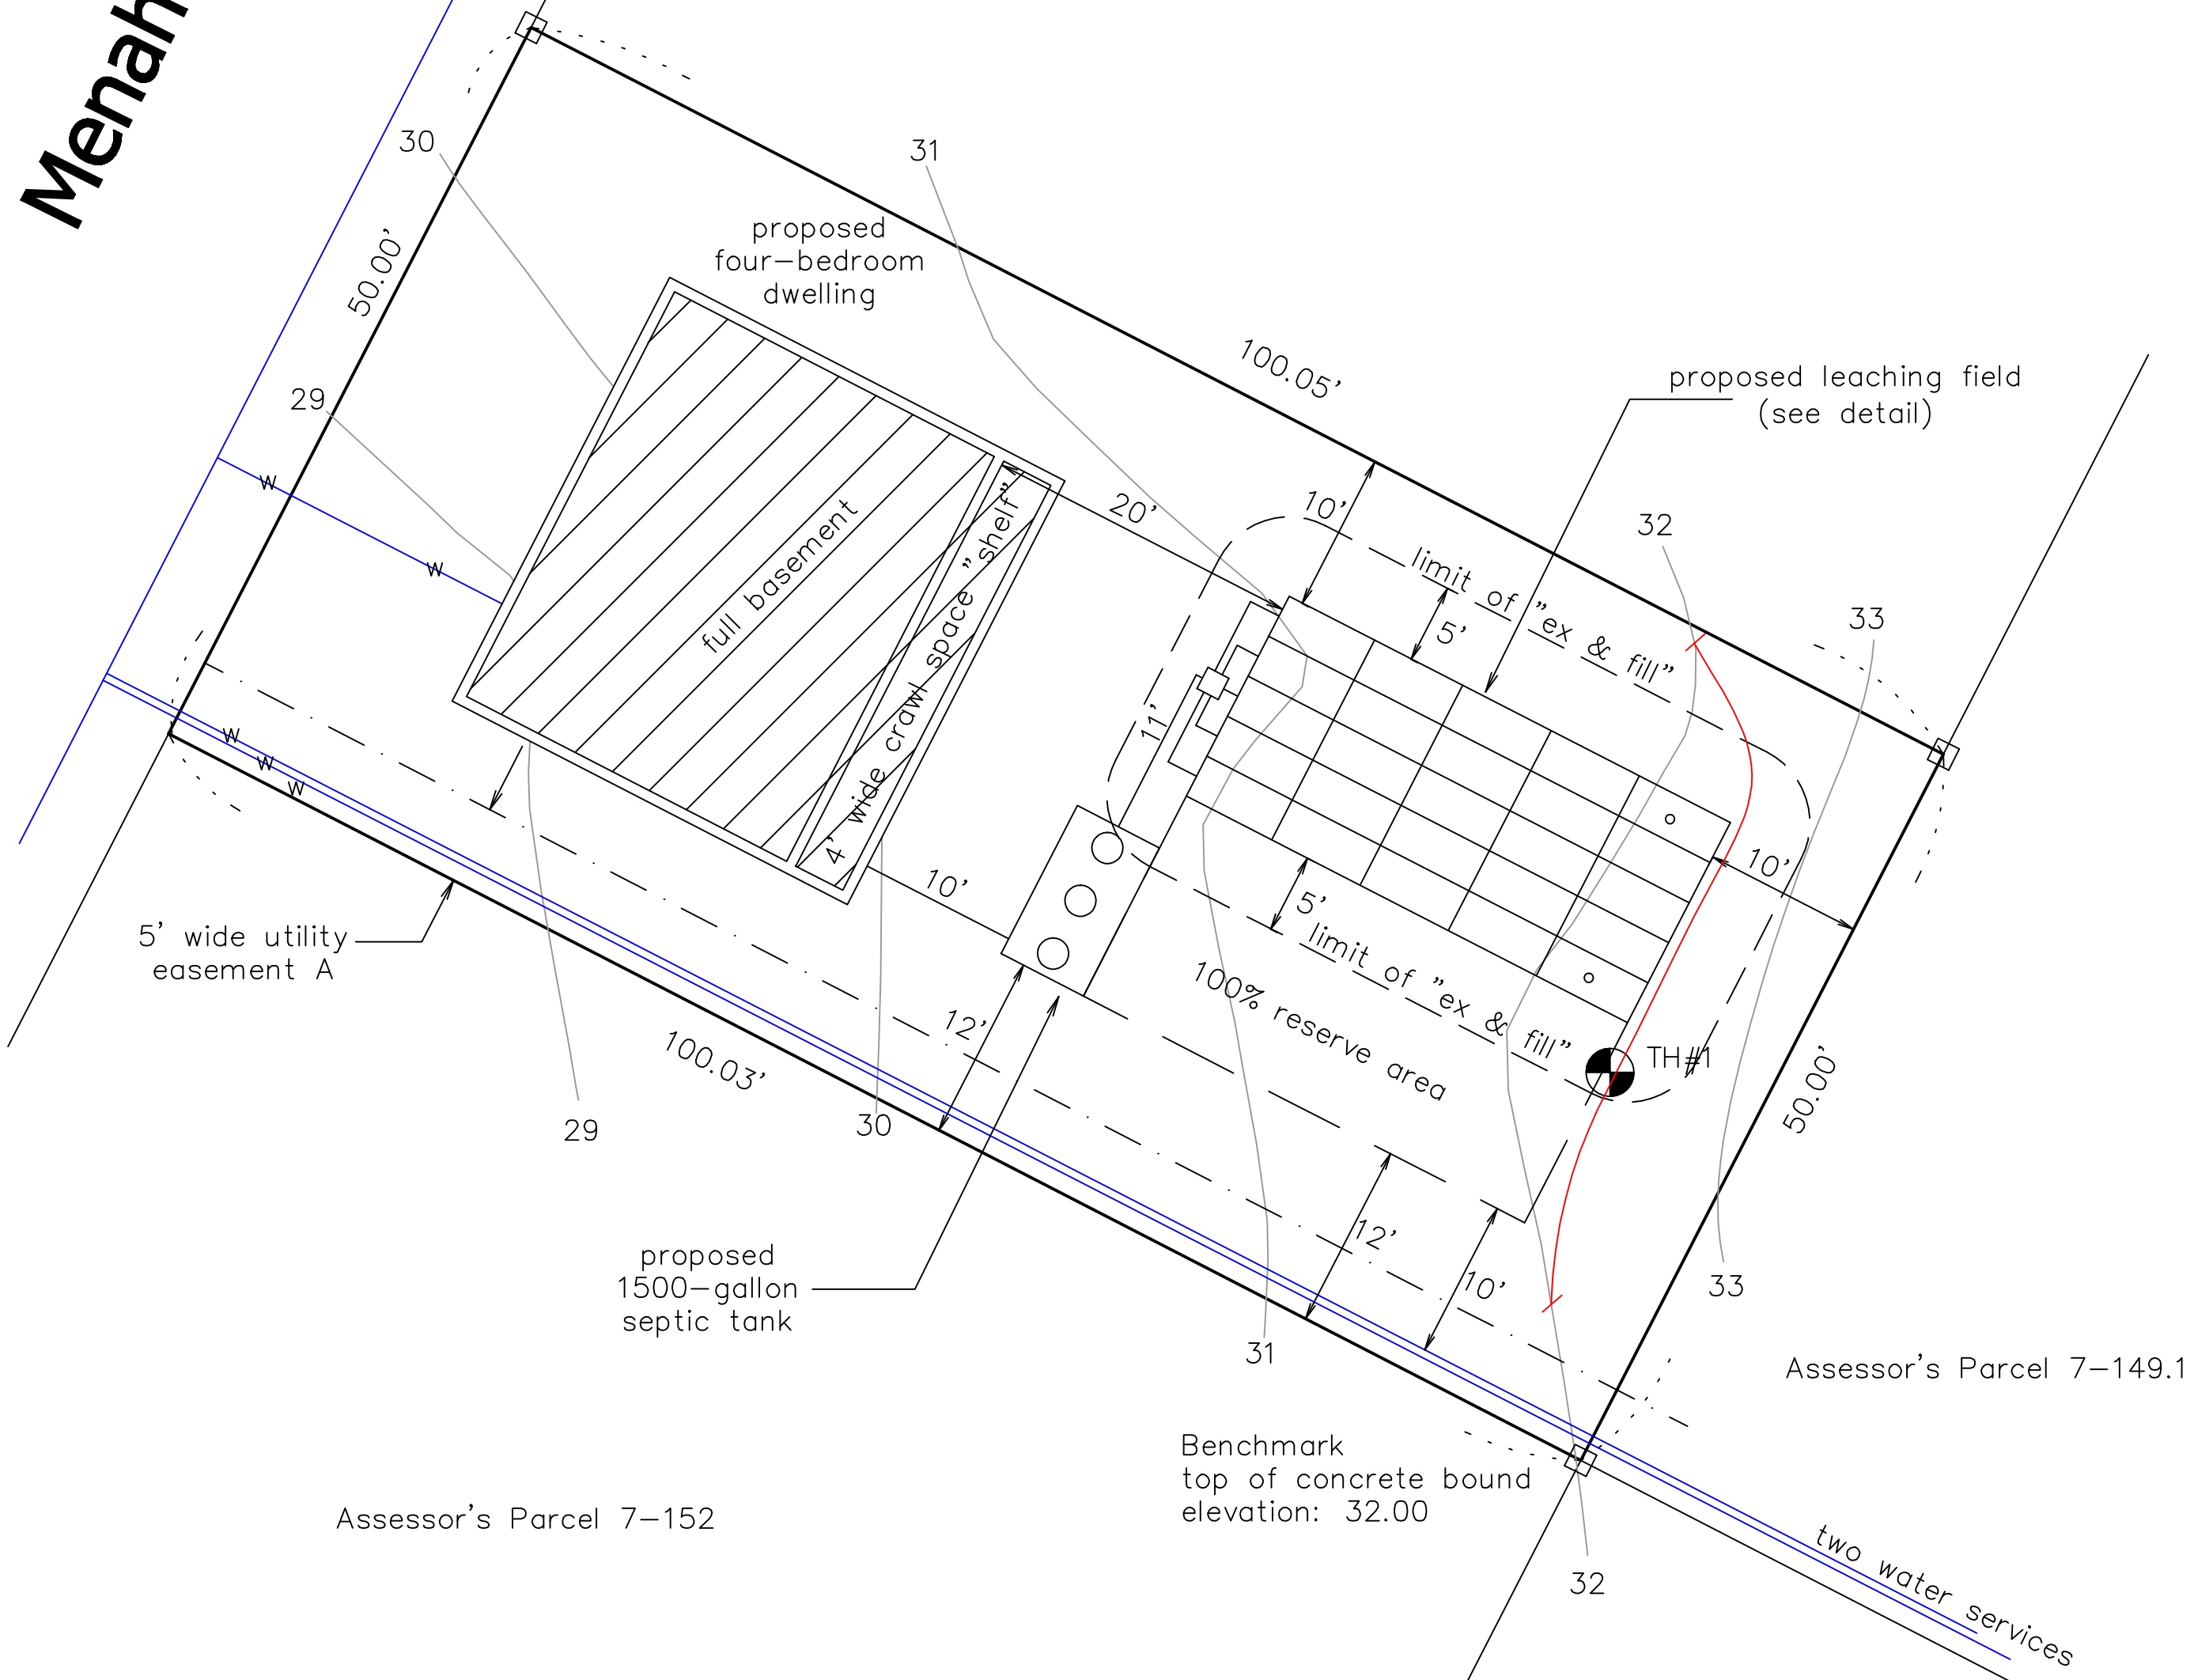 Menah
30
31
proposed
four-bedroom
dwelling
50.00'
29
100.05'
proposed leaching field
(see detail)
W
W
20'
10'
32
limit of "ex & fill"
5'
33
full basement
4' wide crawl space "shelf"
11'
W
W
W
10'
10'
5' wide utility
easement A
5'
limit of "ex & fill"
100% reserve area
12'
TH#1
100.03'
50.00'
29
30
12'
10'
proposed
1500-gallon
septic tank
33
31
Assessor's Parcel 7-149.1
Benchmark
top of concrete bound
elevation: 32.00
Assessor's Parcel 7-152
32
two water services